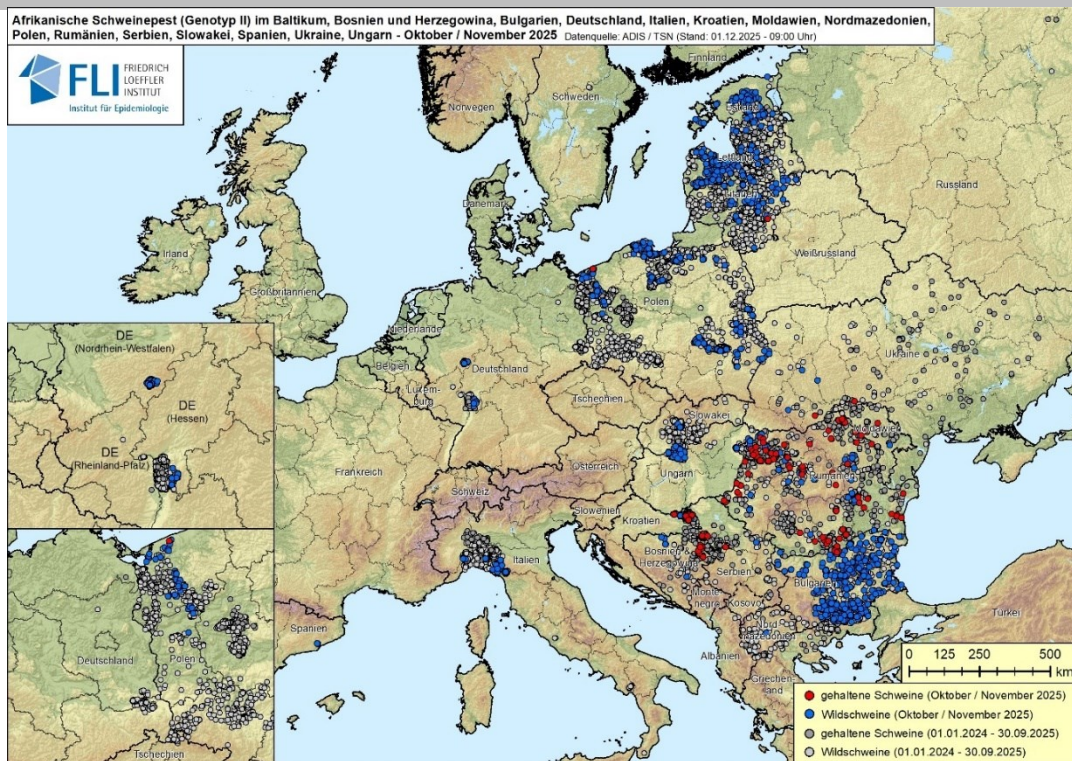 Afrikanische Schweinepest (Genotyp II) im Baltikum, Bosnien und Herzegowina, Bulgarien, Deutschland, Italien, Kroatien, Moldawien, Nordmazedonien,
Polen, Rumänien, Serbien, Slowakei, Spanien, Ukraine, Ungarn - Oktober / November 2025 Datenquelle: ADIS / TSN (Stand: 01.12.2025 - 09:00 Uhr)
FLI
FRIEDRICH
LOEFFLER
INSTITUT
Institut für Epidemiologie
Finnland
Norwegen
Schweden
Estland
Lettland
Litauen
Russland
Dänemark
Irland
Großbritannien
Weißrussland
Polen
Niederlande
Belgien
Deutschland
Luxem-
burg
Ukraine
Tschechien
Slowakei
Moldawien
Frankreich
Österreich
Ungarn
Rumänien
Schweiz
Slowenien
Kroatien
Italien
Bosnien &
Herzegowina
Serbien
Bulgarien
Monte-
negro
Kosovo
Nord-
mazedonien
Albanien
Griechen-
land
Türkei
Spanien
DE
(Nordrhein-Westfalen)
DE
(Hessen)
DE
(Rheinland-Pfalz)
Deutschland
Polen
Tschechien
0 125 250 500
km
gehaltene Schweine (Oktober / November 2025)
Wildschweine (Oktober / November 2025)
gehaltene Schweine (01.01.2024 - 30.09.2025)
Wildschweine (01.01.2024 - 30.09.2025)